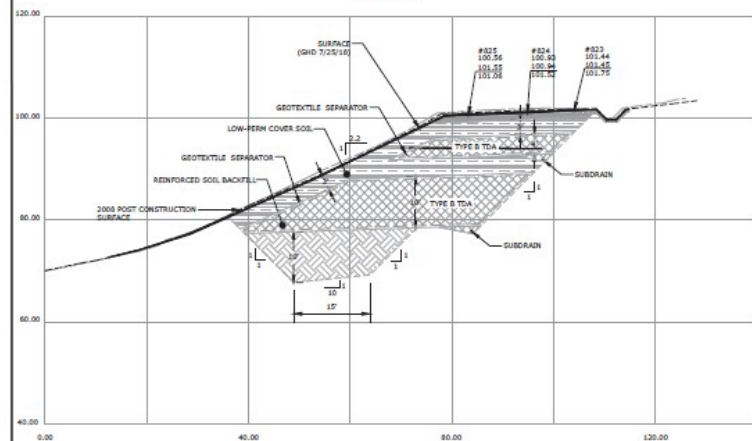 120.00
100.00
80.00
60.00
40.00
0.00
40.00
80.00
120.00
SURFACE
(GHD 7/25/18)
#825
100.56
101.55
101.06
#824
100.93
100.94
101.52
#823
101.44
101.45
101.75
GEOTEXTILE SEPARATOR
LOW-PERM COVER SOIL
2.2
1
GEOTEXTILE SEPARATOR
REINFORCED SOIL BACKFILL
2008 POST CONSTRUCTION
SURFACE
TYPE B TDA
TYPE B TDA
SUBDRAIN
SUBDRAIN
10'
10'
1
1
1
1
1
1
10
1
15'